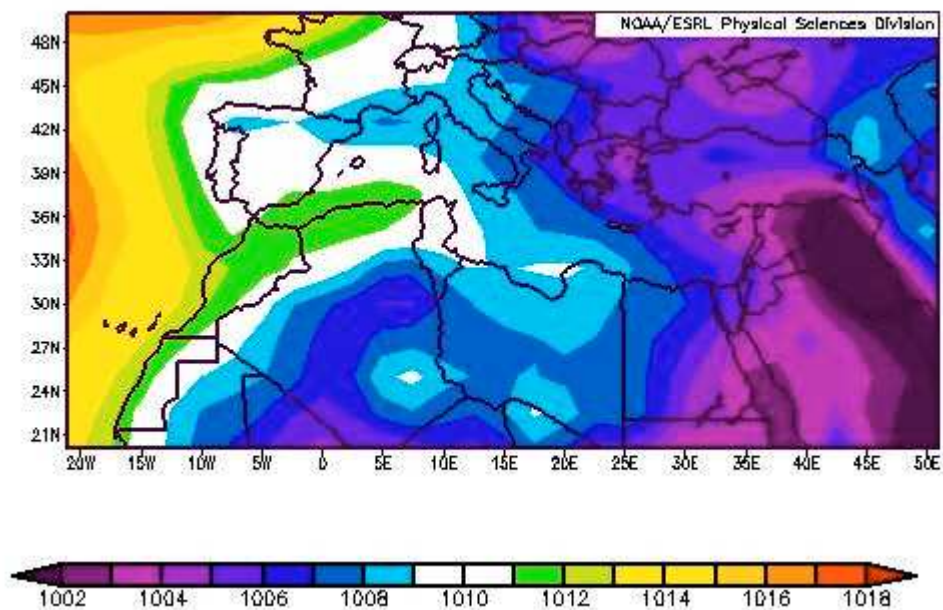 NOAA/ESRL Physical Sciences Division
48N
45N
42N
39N
36N
33N
30N
27N
24N
21N
20W 15W 10W 5W 0 5E 10E 15E 20E 25E 30E 35E 40E 45E 50E
1002 1004 1006 1008 1010 1012 1014 1016 1018